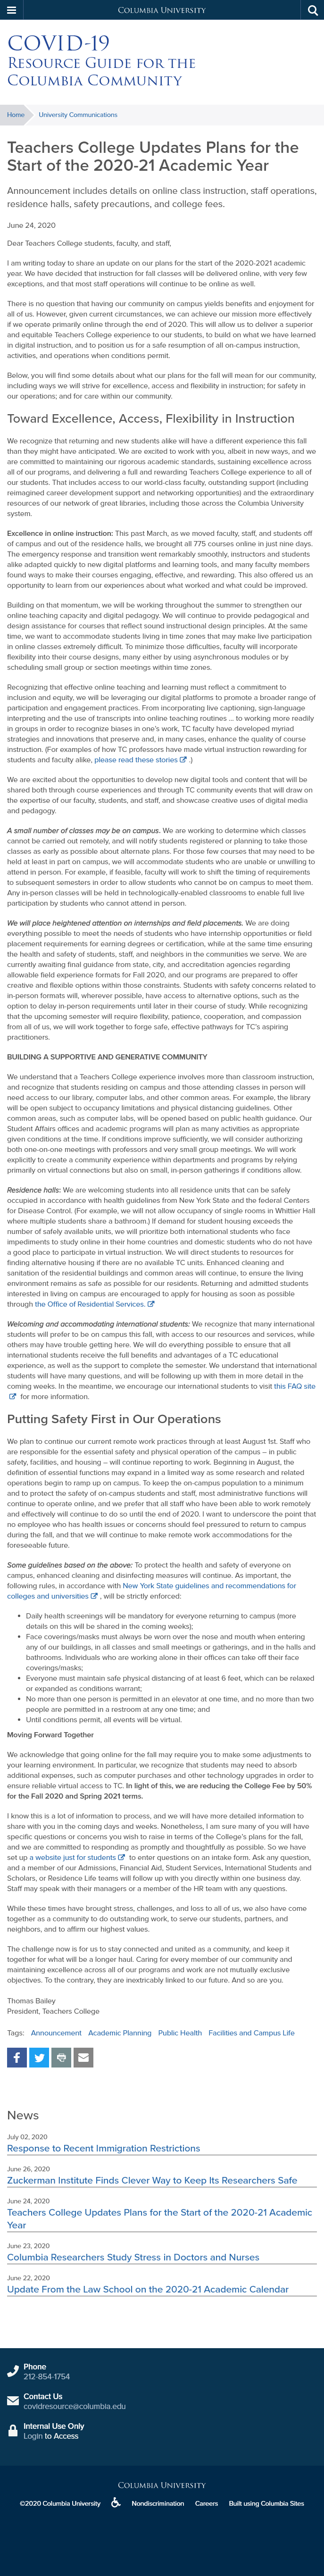 COLUMBIA UNIVERSITY
COVID-19
RESOURCE GUIDE FOR THE
COLUMBIA COMMUNITY
Home University Communications
Teachers College Updates Plans for the
Start of the 2020-21 Academic Year
Announcement includes details on online class instruction, staff operations,
residence halls, safety precautions, and college fees.
June 24, 2020
Dear Teachers College students, faculty, and staff,
I am writing today to share an update on our plans for the start of the 2020-2021 academic
year. We have decided that instruction for fall classes will be delivered online, with very few
exceptions, and that most staff operations will continue to be online as well.
There is no question that having our community on campus yields benefits and enjoyment for
all of us. However, given current circumstances, we can achieve our mission more effectively
if we operate primarily online through the end of 2020. This will allow us to deliver a superior
and equitable Teachers College experience to our students, to build on what we have learned
in digital instruction, and to position us for a safe resumption of all on-campus instruction,
activities, and operations when conditions permit.
Below, you will find some details about what our plans for the fall will mean for our community,
including ways we will strive for excellence, access and flexibility in instruction; for safety in
our operations; and for care within our community.
Toward Excellence, Access, Flexibility in Instruction
We recognize that returning and new students alike will have a different experience this fall
than they might have anticipated. We are excited to work with you, albeit in new ways, and we
are committed to maintaining our rigorous academic standards, sustaining excellence across
all of our programs, and delivering a full and rewarding Teachers College experience to all of
our students. That includes access to our world-class faculty, outstanding support (including
reimagined career development support and networking opportunities) and the extraordinary
resources of our network of great libraries, including those across the Columbia University
system.
Excellence in online instruction: This past March, as we moved faculty, staff, and students off
of campus and out of the residence halls, we brought all 775 courses online in just nine days.
The emergency response and transition went remarkably smoothly, instructors and students
alike adapted quickly to new digital platforms and learning tools, and many faculty members
found ways to make their courses engaging, effective, and rewarding. This also offered us an
opportunity to learn from our experiences about what worked and what could be improved.
Building on that momentum, we will be working throughout the summer to strengthen our
online teaching capacity and digital pedagogy. We will continue to provide pedagogical and
design assistance for courses that reflect sound instructional design principles. At the same
time, we want to accommodate students living in time zones that may make live participation
in online classes extremely difficult. To minimize those difficulties, faculty will incorporate
flexibility into their course designs, many either by using asynchronous modules or by
scheduling small group or section meetings within time zones.
Recognizing that effective online teaching and learning must reflect a commitment to
inclusion and equity, we will be leveraging our digital platforms to promote a broader range of
participation and engagement practices. From incorporating live captioning, sign-language
interpretation, and the use of transcripts into online teaching routines ... to working more readily
in groups in order to recognize biases in one's work, TC faculty have developed myriad
strategies and innovations that preserve and, in many cases, enhance the quality of course
instruction. (For examples of how TC professors have made virtual instruction rewarding for
students and faculty alike, please read these stories .)
We are excited about the opportunities to develop new digital tools and content that will be
shared both through course experiences and through TC community events that will draw on
the expertise of our faculty, students, and staff, and showcase creative uses of digital media
and pedagogy.
A small number of classes may be on campus. We are working to determine which classes
cannot be carried out remotely, and will notify students registered or planning to take those
classes as early as possible about alternate plans. For those few courses that may need to be
held at least in part on campus, we will accommodate students who are unable or unwilling to
attend in person. For example, if feasible, faculty will work to shift the timing of requirements
to subsequent semesters in order to allow students who cannot be on campus to meet them.
Any in-person classes will be held in technologically-enabled classrooms to enable full live
participation by students who cannot attend in person.
We will place heightened attention on internships and field placements. We are doing
everything possible to meet the needs of students who have internship opportunities or field
placement requirements for licensing degrees or certification, while at the same time ensuring
the health and safety of students, staff, and neighbors in the communities we serve. We are
currently awaiting final guidance from state, city, and accreditation agencies regarding
allowable field experience formats for Fall 2020, and our programs are prepared to offer
creative and flexible options within those constraints. Students with safety concerns related to
in-person formats will, wherever possible, have access to alternative options, such as moving
to virtual, or delay in-person requirements until later in their course of study. While recognizing
that the upcoming semester will require flexibility, patience, cooperation, and compassion
from all of us, we will work together to forge safe, effective pathways for TC's aspiring
practitioners.
BUILDING A SUPPORTIVE AND GENERATIVE COMMUNITY
We understand that a Teachers College experience involves more than classroom instruction,
and recognize that students residing on campus and those attending classes in person will
need access to our library, computer labs, and other common areas. For example, the library
will be open subject to occupancy limitations and physical distancing guidelines. Other
common areas, such as computer labs, will be opened based on public health guidance. Our
Student Affairs offices and academic programs will plan as many activities as appropriate
given conditions at the time. If conditions improve sufficiently, we will consider authorizing
both one-on-one meetings with professors and very small group meetings. We will work
explicitly to create a community experience within departments and programs by relying
primarily on virtual connections but also on small, in-person gatherings if conditions allow.
Residence halls: We are welcoming students into all residence units that can be safely
occupied in accordance with health guidelines from New York State and the federal Centers
for Disease Control. (For example, we will not allow occupancy of single rooms in Whittier Hall
where multiple students share a bathroom.) If demand for student housing exceeds the
number of safely available units, we will prioritize both international students who face
impediments to study online in their home countries and domestic students who do not have
a good place to participate in virtual instruction. We will direct students to resources for
finding alternative housing if there are no available TC units. Enhanced cleaning and
sanitation of the residential buildings and common areas will continue, to ensure the living
environment remains as safe as possible for our residents. Returning and admitted students
interested in living on campus are encouraged to apply for housing as soon as possible
through the Office of Residential Services.
Welcoming and accommodating international students: We recognize that many international
students will prefer to be on campus this fall, with access to our resources and services, while
others may have trouble getting here. We will do everything possible to ensure that all
international students receive the full benefits and advantages of a TC educational
experience, as well as the support to complete the semester. We understand that international
students will have many questions, and will be following up with them in more detail in the
coming weeks. In the meantime, we encourage our international students to visit this FAQ site
for more information.
Putting Safety First in Our Operations
We plan to continue our current remote work practices through at least August 1st. Staff who
are responsible for the essential safety and physical operation of the campus – in public
safety, facilities, and housing – will continue reporting to work. Beginning in August, the
definition of essential functions may expand in a limited way as some research and related
operations begin to ramp up on campus. To keep the on-campus population to a minimum
and to protect the safety of on-campus students and staff, most administrative functions will
continue to operate online, and we prefer that all staff who have been able to work remotely
and effectively will continue to do so until the end of 2020. I want to underscore the point that
no one who feels unsafe, for whatever reason, should feel pressured to return to campus
during the fall, and that we will continue to make remote work accomodations for the
foreseeable future.
Some guidelines based on the above: To protect the health and safety of everyone on
campus, enhanced cleaning and disinfecting measures will continue. As important, the
following rules, in accordance with New York State guidelines and recommendations for
colleges and universities , will be strictly enforced:
• Daily health screenings will be mandatory for everyone returning to campus (more
details on this will be shared in the coming weeks);
• Face coverings/masks must always be worn over the nose and mouth when entering
any of our buildings, in all classes and small meetings or gatherings, and in the halls and
bathrooms. Individuals who are working alone in their offices can take off their face
coverings/masks;
• Everyone must maintain safe physical distancing of at least 6 feet, which can be relaxed
or expanded as conditions warrant;
• No more than one person is permitted in an elevator at one time, and no more than two
people are permitted in a restroom at any one time; and
• Until conditions permit, all events will be virtual.
Moving Forward Together
We acknowledge that going online for the fall may require you to make some adjustments to
your learning environment. In particular, we recognize that students may need to absorb
additional expenses, such as computer purchases and other technology upgrades in order to
ensure reliable virtual access to TC. In light of this, we are reducing the College Fee by 50%
for the Fall 2020 and Spring 2021 terms.
I know this is a lot of information to process, and we will have more detailed information to
share with you in the coming days and weeks. Nonetheless, I am sure many of you will have
specific questions or concerns you wish to raise in terms of the College's plans for the fall,
and we are committed to responding promptly and thoughtfully as possible. So we have
set up a website just for students to enter questions on an intake form. Ask any question,
and a member of our Admissions, Financial Aid, Student Services, International Students and
Scholars, or Residence Life teams will follow up with you directly within one business day.
Staff may speak with their managers or a member of the HR team with any questions.
While these times have brought stress, challenges, and loss to all of us, we also have come
together as a community to do outstanding work, to serve our students, partners, and
neighbors, and to affirm our highest values.
The challenge now is for us to stay connected and united as a community, and keep it
together for what could be a longer haul. Caring for every member of our community and
maintaining excellence across all of our programs and work are not mutually exclusive
objectives. To the contrary, they are inextricably linked to our future. And so are you.
Thomas Bailey
President, Teachers College
Tags: Announcement Academic Planning Public Health Facilities and Campus Life
News
July 02, 2020
Response to Recent Immigration Restrictions
June 26, 2020
Zuckerman Institute Finds Clever Way to Keep Its Researchers Safe
June 24, 2020
Teachers College Updates Plans for the Start of the 2020-21 Academic
Year
June 23, 2020
Columbia Researchers Study Stress in Doctors and Nurses
June 22, 2020
Update From the Law School on the 2020-21 Academic Calendar
Phone
212-854-1754
Contact Us
covidresource@columbia.edu
Internal Use Only
Login to Access
COLUMBIA UNIVERSITY
©2020 Columbia University Nondiscrimination Careers Built using Columbia Sites